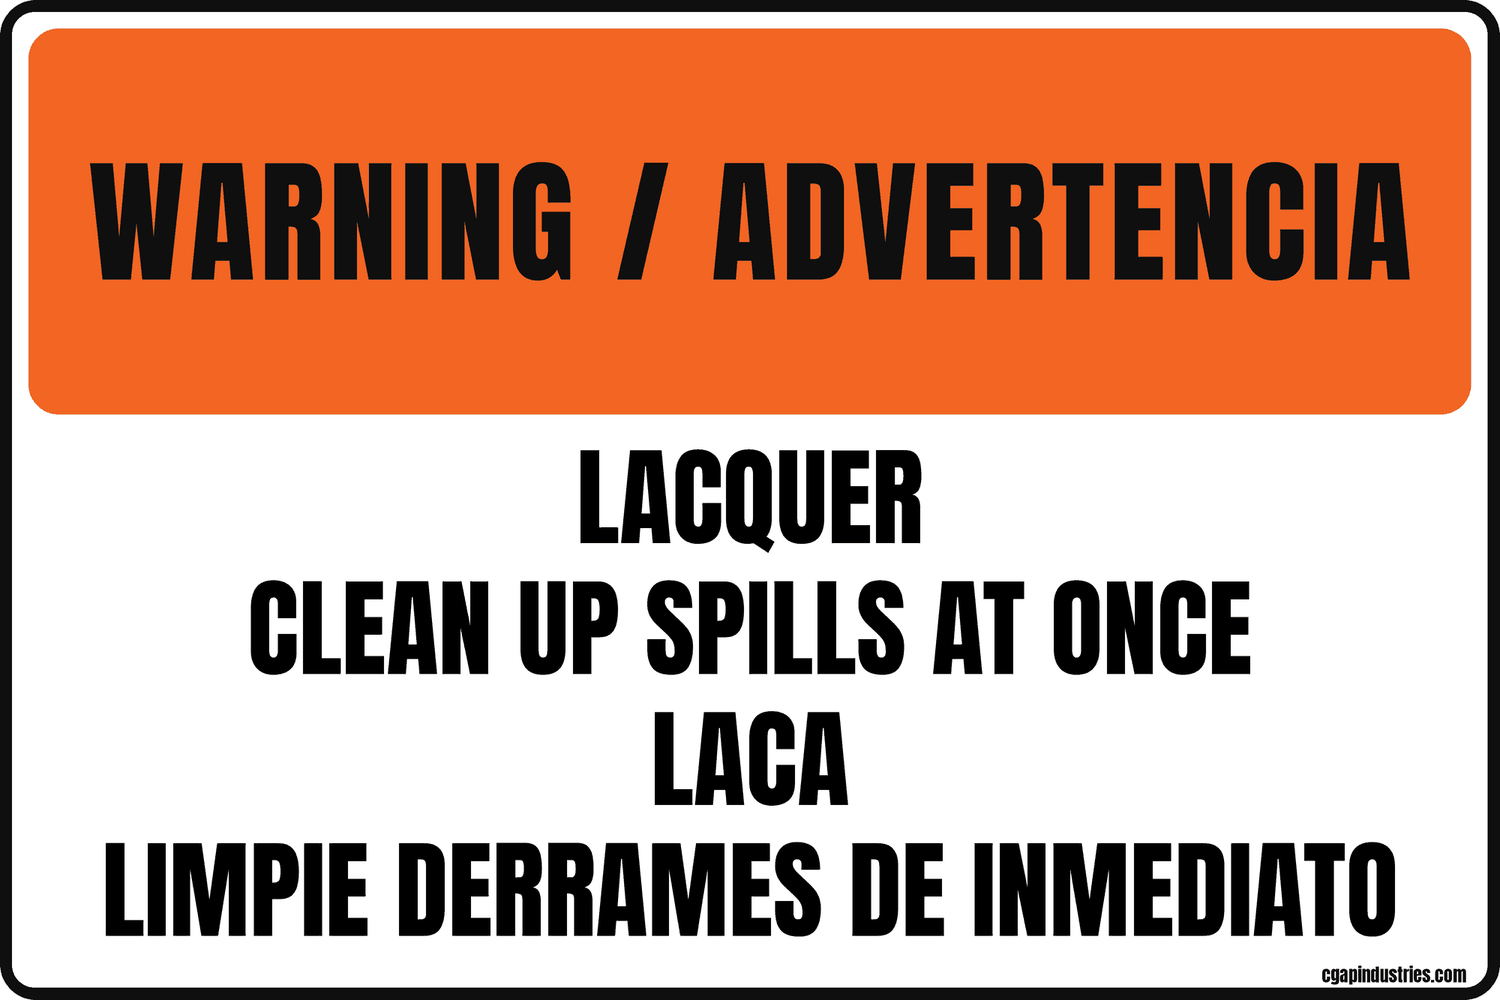 WARNING / ADVERTENCIA
LACQUER
CLEAN UP SPILLS AT ONCE
LACA
LIMPIE DERRAMES DE INMEDIATO
cgapindustries.com